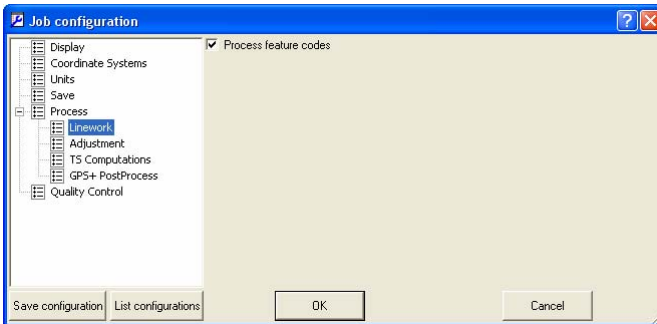 Job configuration
Display
Coordinate Systems
Units
Save
Process
Linework
Adjustment
TS Computations
GPS+ PostProcess
Quality Control
Process feature codes
Save configuration
List configurations
OK
Cancel